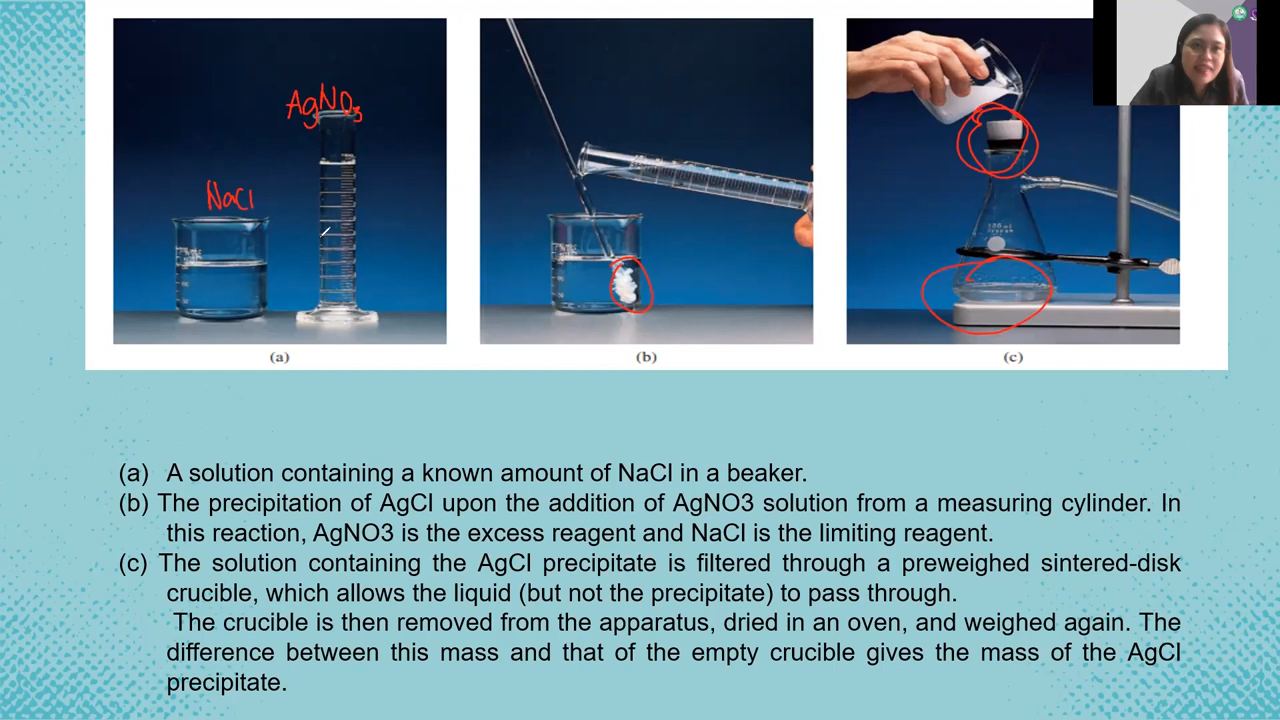 AgNO3
NaCl
(a) (b) (c)
(a) A solution containing a known amount of NaCl in a beaker.
(b) The precipitation of AgCl upon the addition of AgNO3 solution from a measuring cylinder. In
this reaction, AgNO3 is the excess reagent and NaCl is the limiting reagent.
(c) The solution containing the AgCl precipitate is filtered through a preweighed sintered-disk
crucible, which allows the liquid (but not the precipitate) to pass through.
The crucible is then removed from the apparatus, dried in an oven, and weighed again. The
difference between this mass and that of the empty crucible gives the mass of the AgCl
precipitate.